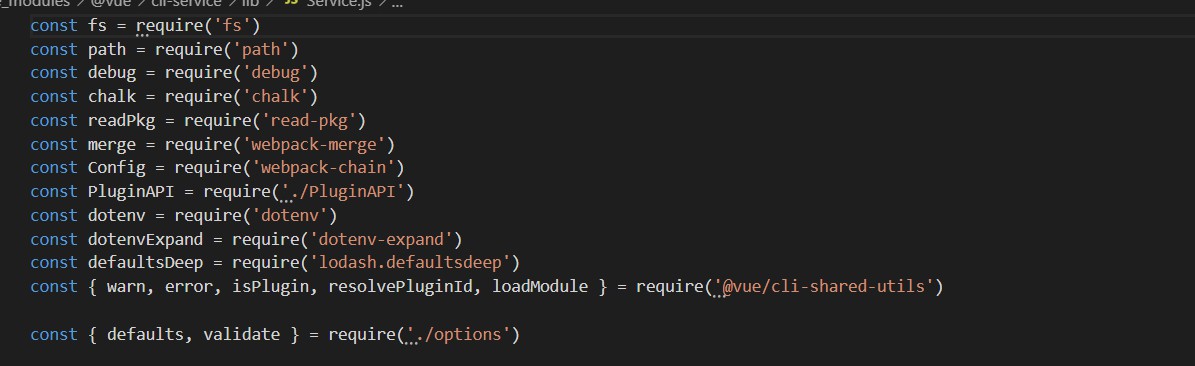 e_modules > @vue > cli-service > lib > JS Service.js > ...
const fs = require('fs')
const path = require('path')
const debug = require('debug')
const chalk = require('chalk')
const readPkg = require('read-pkg')
const merge = require('webpack-merge')
const Config = require('webpack-chain')
const PluginAPI = require('./PluginAPI')
const dotenv = require('dotenv')
const dotenvExpand = require('dotenv-expand')
const defaultsDeep = require('lodash.defaultsdeep')
const { warn, error, isPlugin, resolvePluginId, loadModule } = require('@vue/cli-shared-utils')
const { defaults, validate } = require('./options')